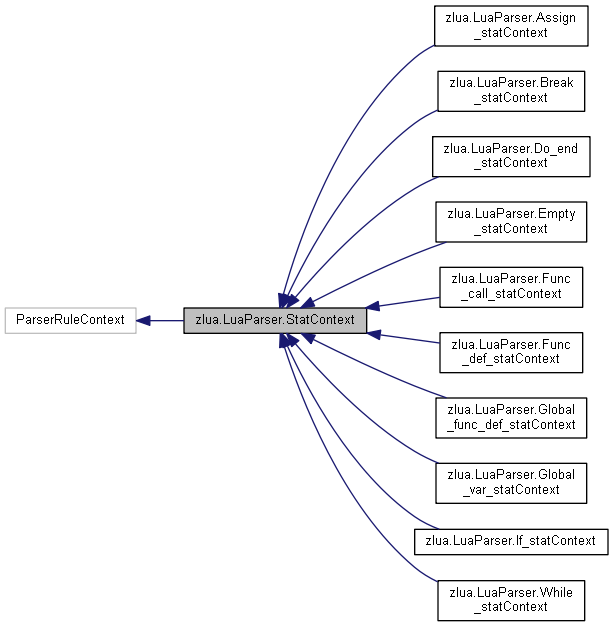 zlua.LuaParser.Assign
_statContext
zlua.LuaParser.Break
_statContext
zlua.LuaParser.Do_end
_statContext
zlua.LuaParser.Empty
_statContext
zlua.LuaParser.Func
_call_statContext
ParserRuleContext
zlua.LuaParser.StatContext
zlua.LuaParser.Func
_def_statContext
zlua.LuaParser.Global
_func_def_statContext
zlua.LuaParser.Global
_var_statContext
zlua.LuaParser.If_statContext
zlua.LuaParser.While
_statContext